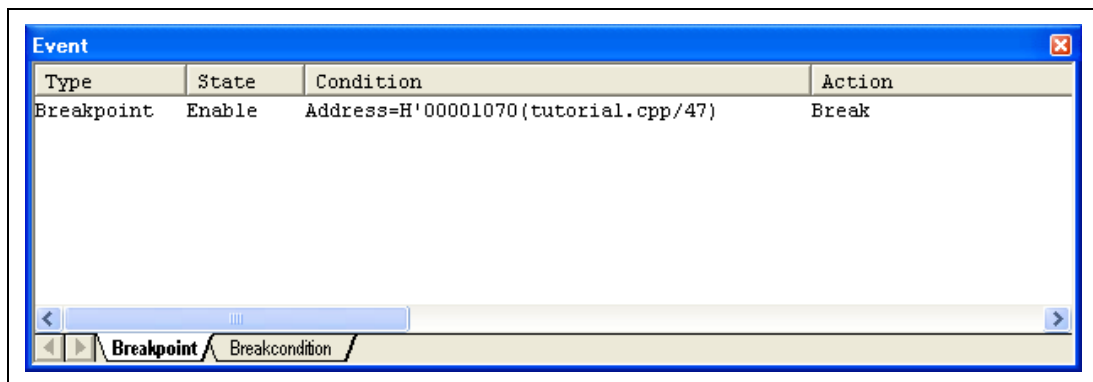 Event
Type State Condition Action
Breakpoint Enable Address=H'00001070(tutorial.cpp/47) Break
Breakpoint Breakcondition